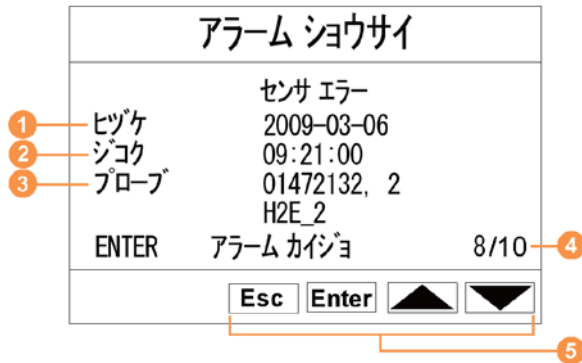 アラーム ショウサイ
センサ エラー
1 ヒヅケ 2009-03-06
2 ジコク 09:21:00
3 プローブ 01472132, 2
H2E_2
ENTER アラーム カイジョ 8/10 4
Esc Enter
5